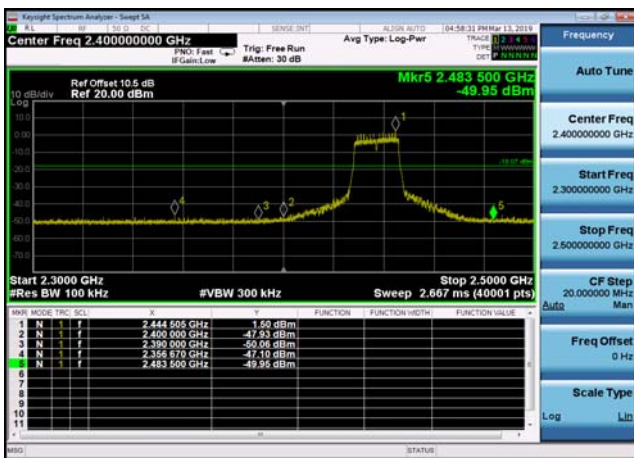 Keysight Spectrum Analyzer - Swept SA
RL RF 50 Ω DC SENSE:INT ALIGN AUTO 04:58:31 PM Mar 13, 2019
Center Freq 2.400000000 GHz
PNO: Fast
IFGain:Low
Trig: Free Run
#Atten: 30 dB
Avg Type: Log-Pwr
TRACE 1 2 3 4 5 6
TYPE
DET P N N N N N
Ref Offset 10.5 dB
10 dB/div Ref 20.00 dBm
Log
Mkr5 2.483 500 GHz
-49.95 dBm
10.0
0.00
-10.0
-20.0
-30.0
-40.0
-50.0
-60.0
-70.0
1
2
3
4
5
Start 2.3000 GHz Stop 2.5000 GHz
#Res BW 100 kHz #VBW 300 kHz Sweep 2.667 ms (40001 pts)
MKR MODE TRC SCL X Y FUNCTION FUNCTION WIDTH FUNCTION VALUE
1 N 1 f 2.444 505 GHz 1.50 dBm
2 N 1 f 2.400 000 GHz -47.93 dBm
3 N 1 f 2.390 000 GHz -50.06 dBm
4 N 1 f 2.356 670 GHz -47.10 dBm
5 N 1 f 2.483 500 GHz -49.95 dBm
6
7
8
9
10
11
MSG STATUS
Frequency
Auto Tune
Center Freq
2.400000000 GHz
Start Freq
2.300000000 GHz
Stop Freq
2.500000000 GHz
CF Step
20.000000 MHz
Auto Man
Freq Offset
0 Hz
Scale Type
Log Lin